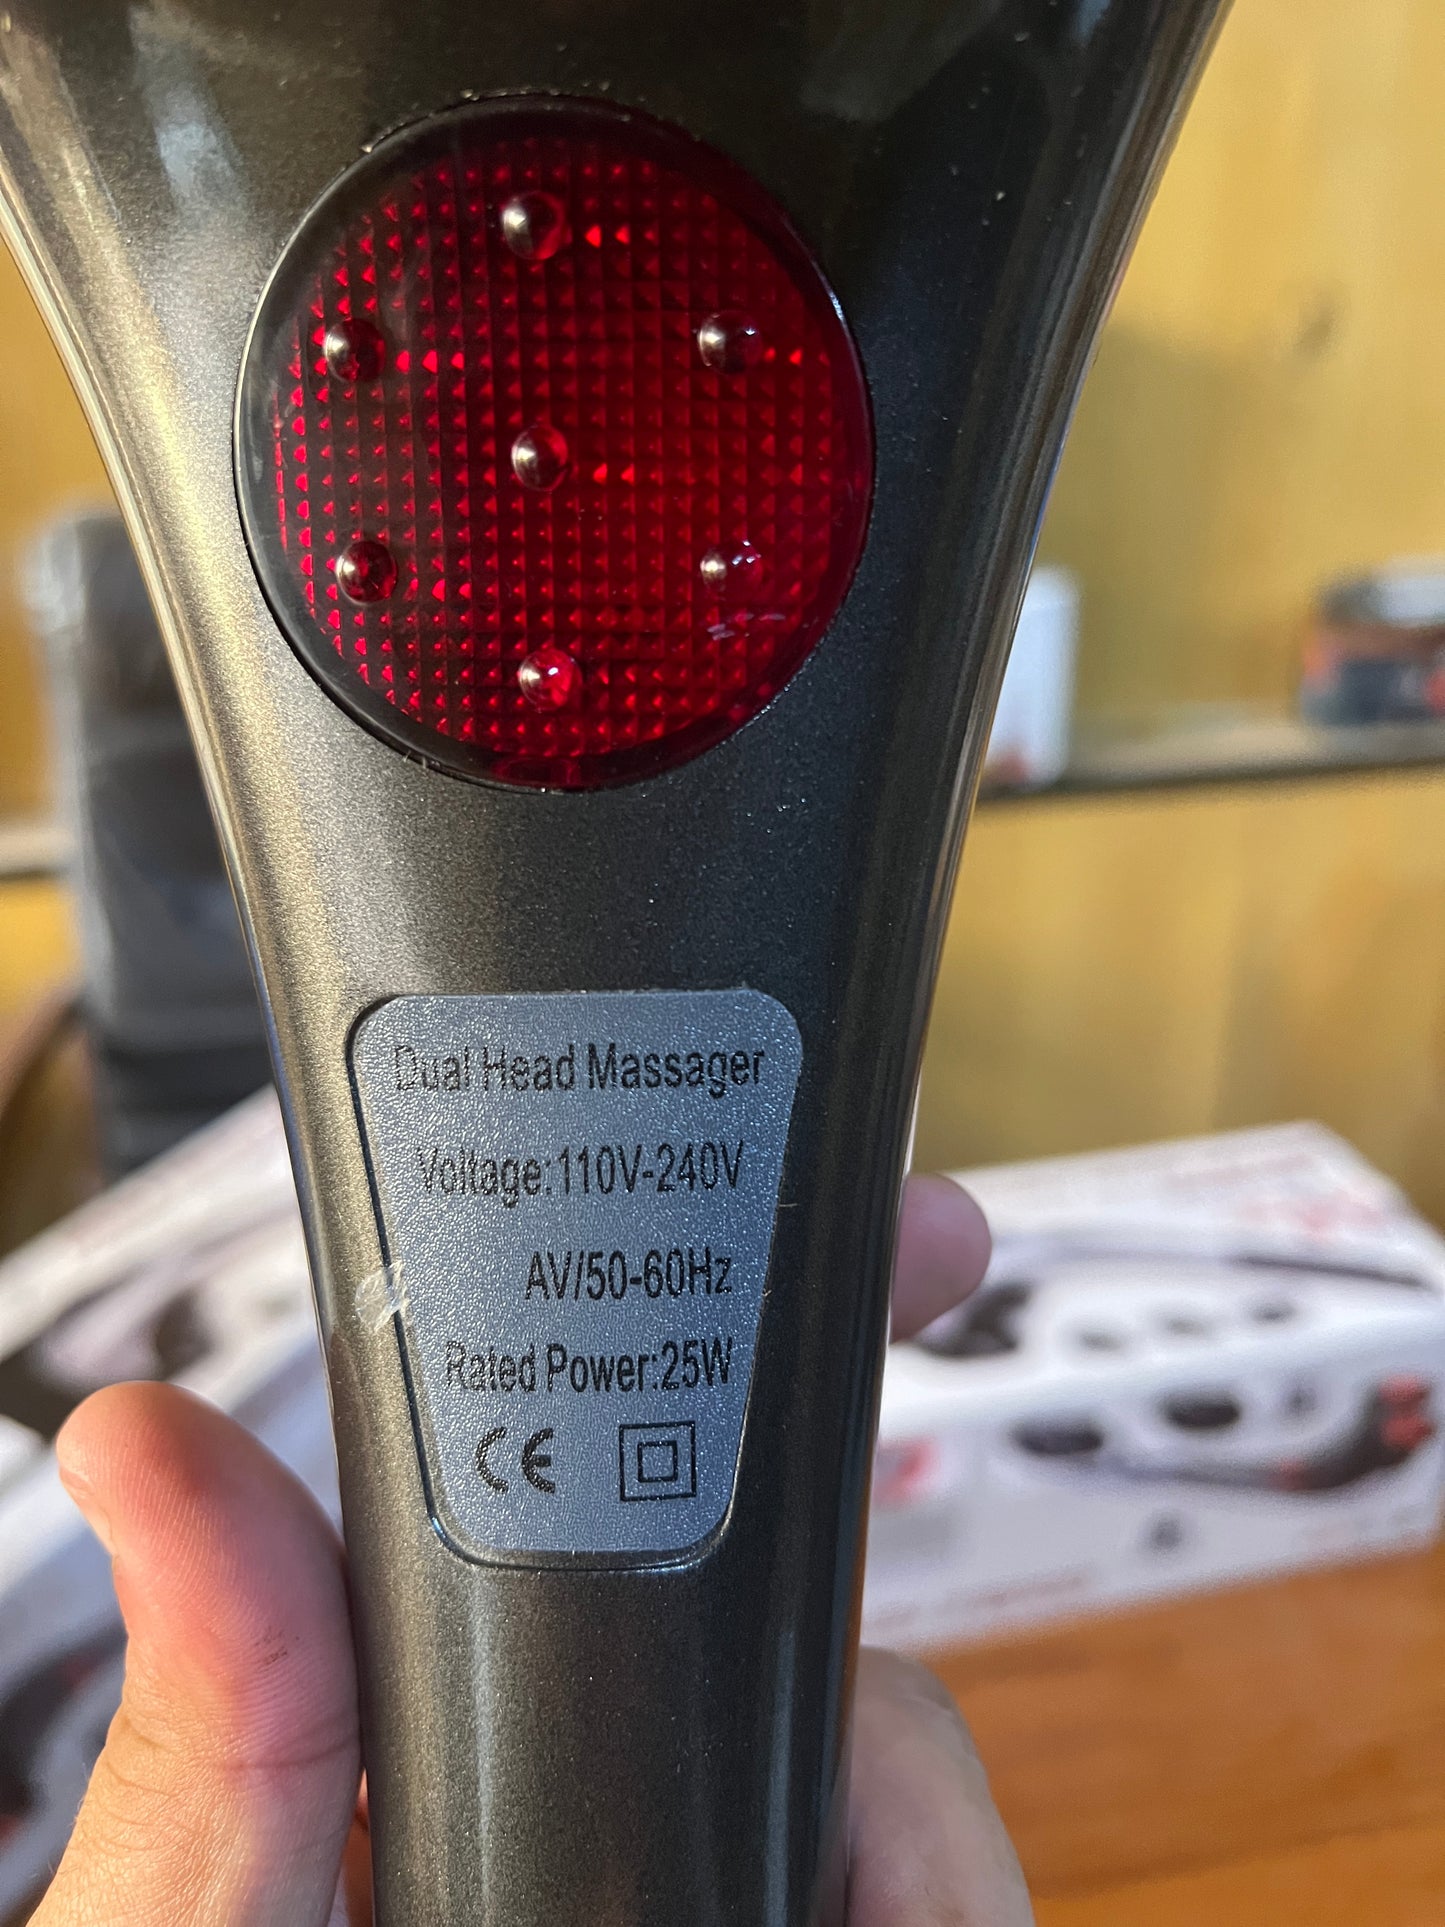 Dual Head Massager
Voltage:110V-240V
AV/50-60Hz
Rated Power:25W
CE